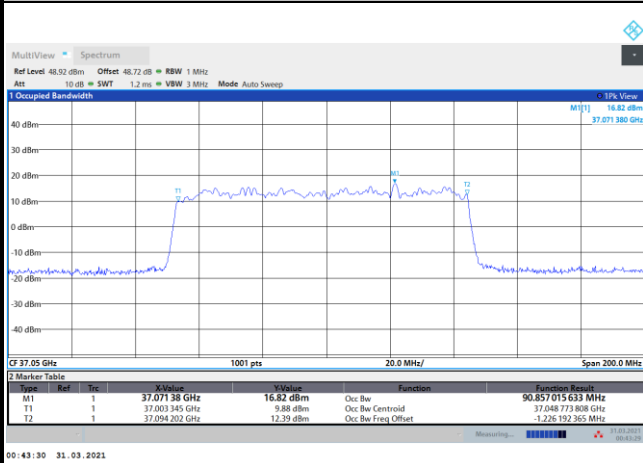 MultiView Spectrum
Ref Level 48.92 dBm Offset 48.72 dB RBW 1 MHz
Att 10 dB SWT 1.2 ms VBW 3 MHz Mode Auto Sweep
1 Occupied Bandwidth 1Pk View
M1[1] 16.82 dBm
37.071 380 GHz
40 dBm
30 dBm
M1
20 dBm
T1 T2
10 dBm
0 dBm
-10 dBm
-20 dBm
-30 dBm
-40 dBm
CF 37.05 GHz 1001 pts 20.0 MHz/ Span 200.0 MHz
2 Marker Table
Type Ref Trc X-Value Y-Value Function Function Result
M1 1 37.071 38 GHz 16.82 dBm Occ Bw 90.857 015 633 MHz
T1 1 37.003 345 GHz 9.88 dBm Occ Bw Centroid 37.048 773 808 GHz
T2 1 37.094 202 GHz 12.39 dBm Occ Bw Freq Offset -1.226 192 365 MHz
Measuring... 31.03.2021
00:43:29
00:43:30 31.03.2021